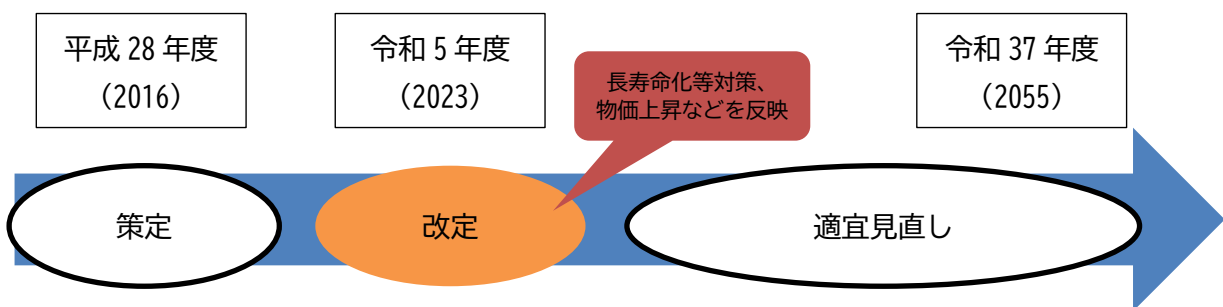 平成 28 年度
（2016）
令和 5 年度
（2023）
長寿命化等対策、
物価上昇などを反映
令和 37 年度
（2055）
策定
改定
適宜見直し